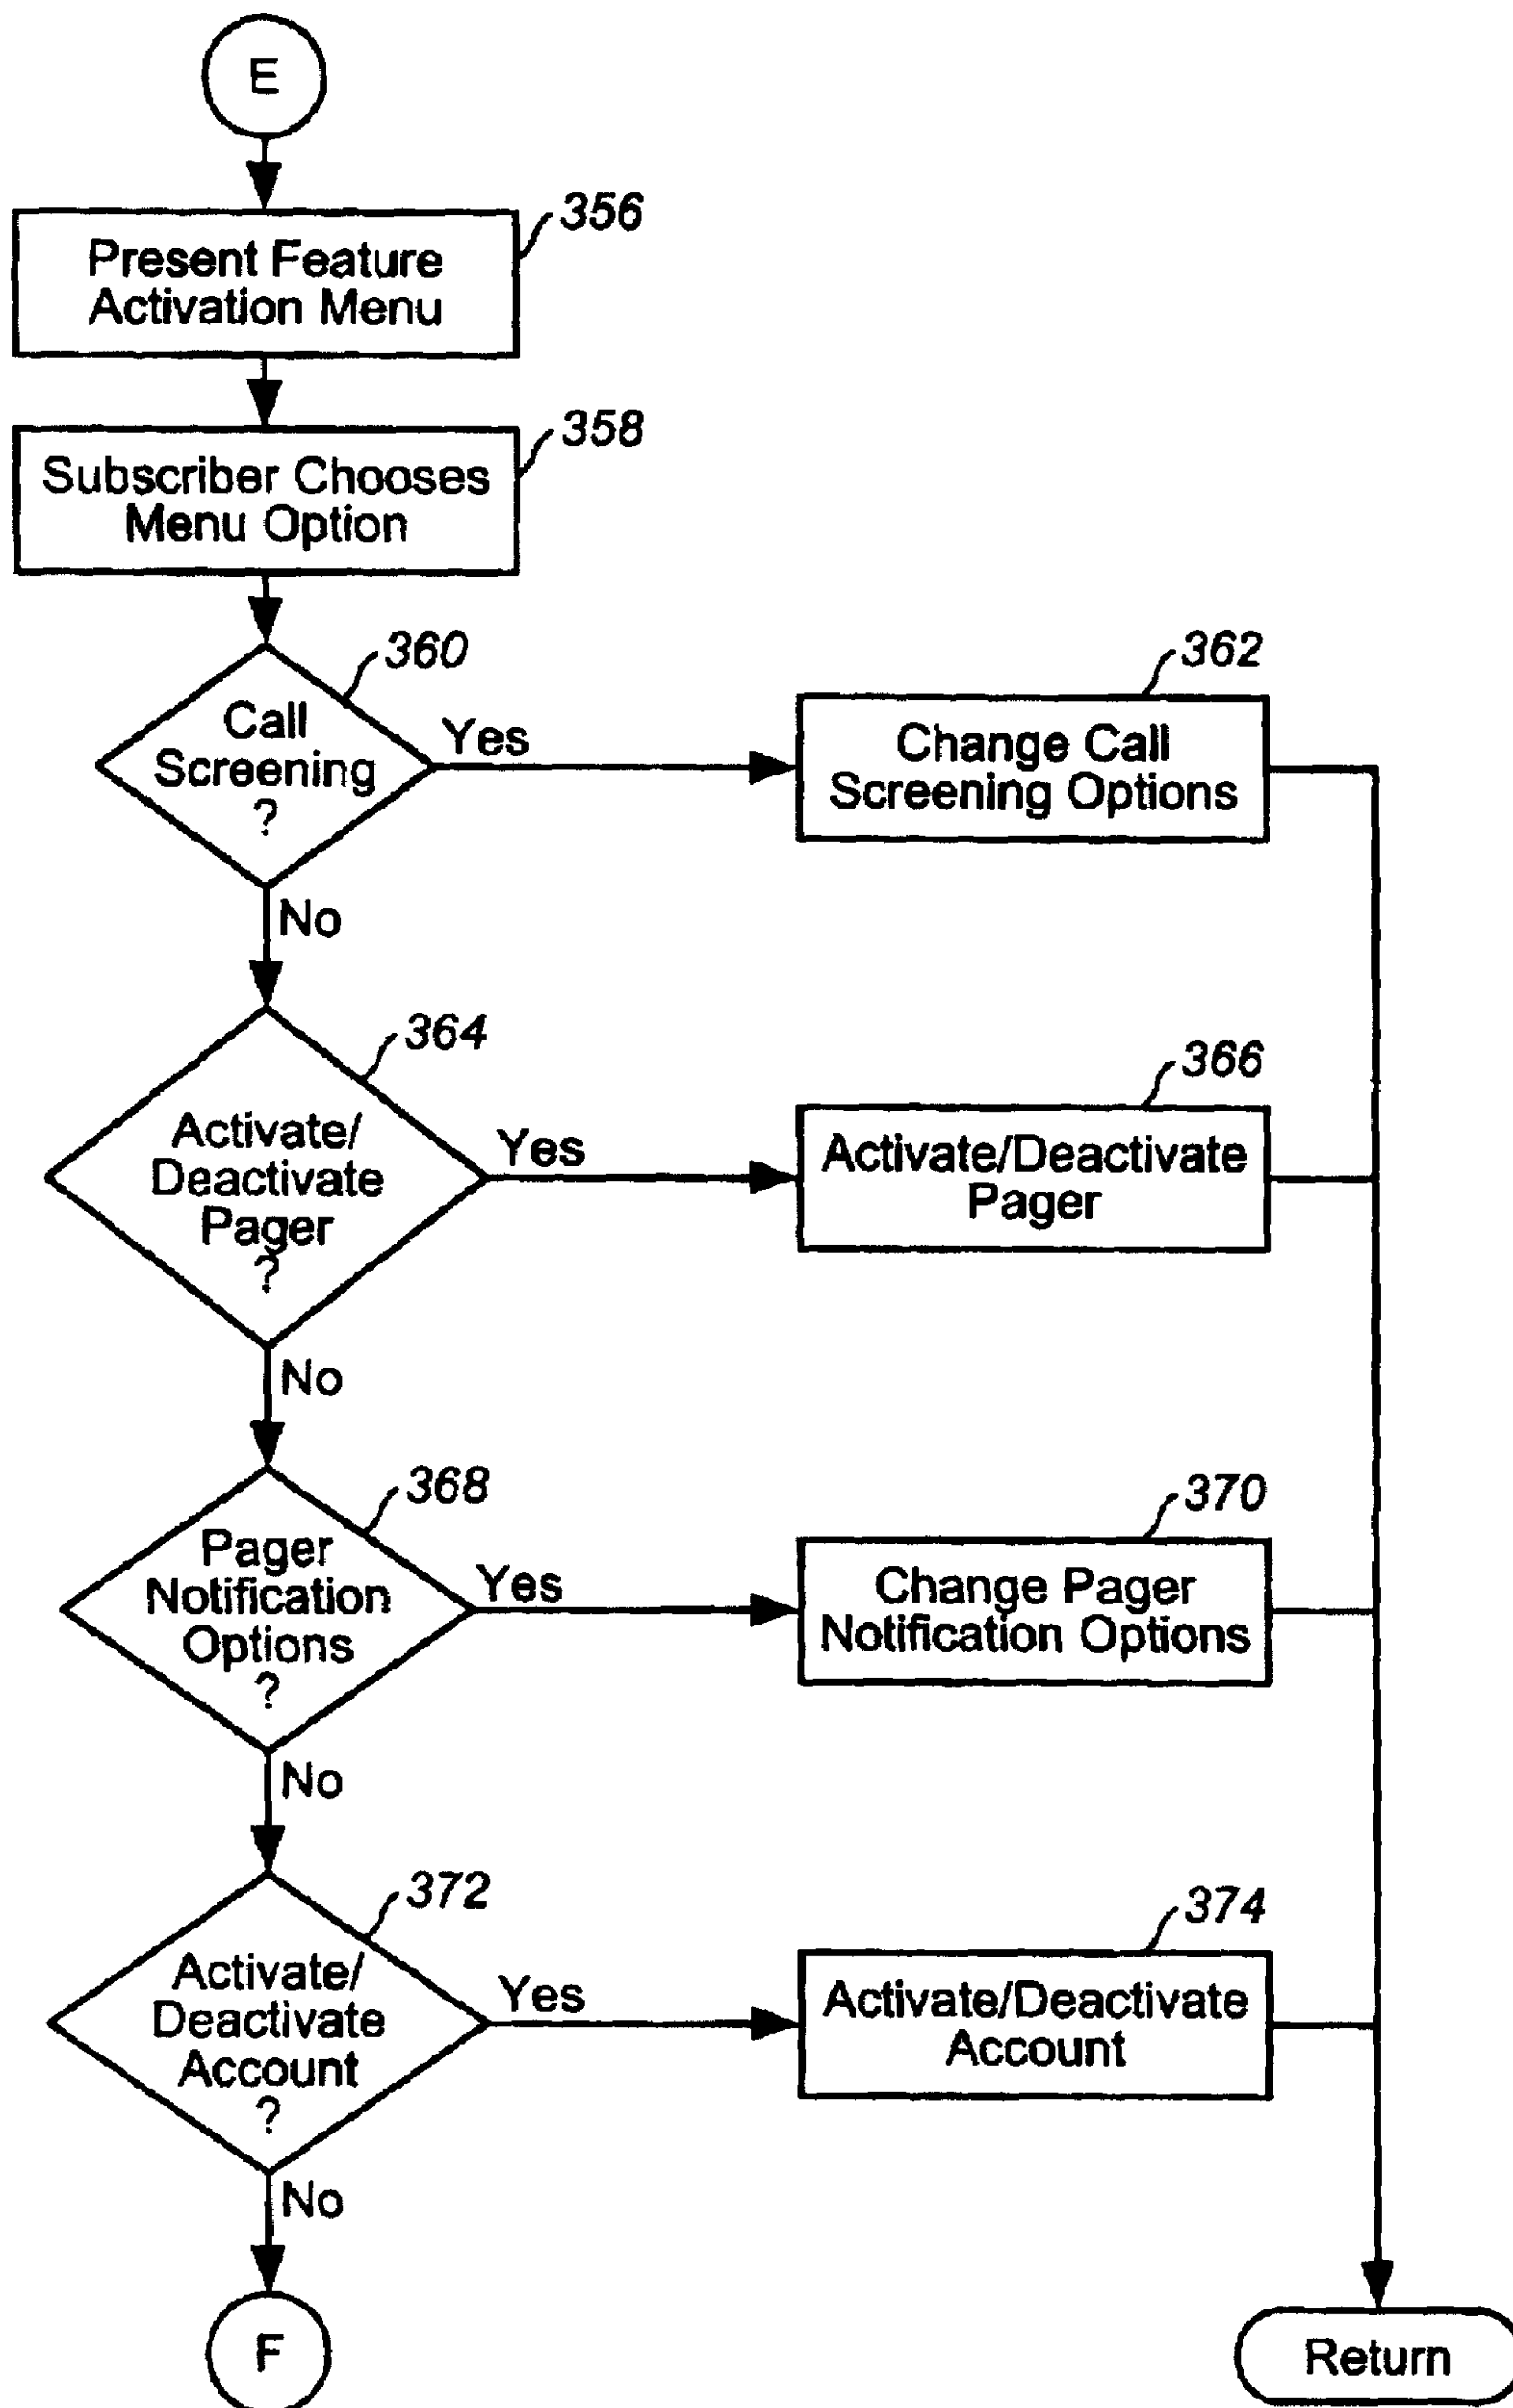 E
356
Present Feature
Activation Menu
358
Subscriber Chooses
Menu Option
360
Call
Screening
?
Yes
362
Change Call
Screening Options
No
364
Activate/
Deactivate
Pager
?
Yes
366
Activate/Deactivate
Pager
No
368
Pager
Notification
Options
?
Yes
370
Change Pager
Notification Options
No
372
Activate/
Deactivate
Account
?
Yes
374
Activate/Deactivate
Account
No
F
Return